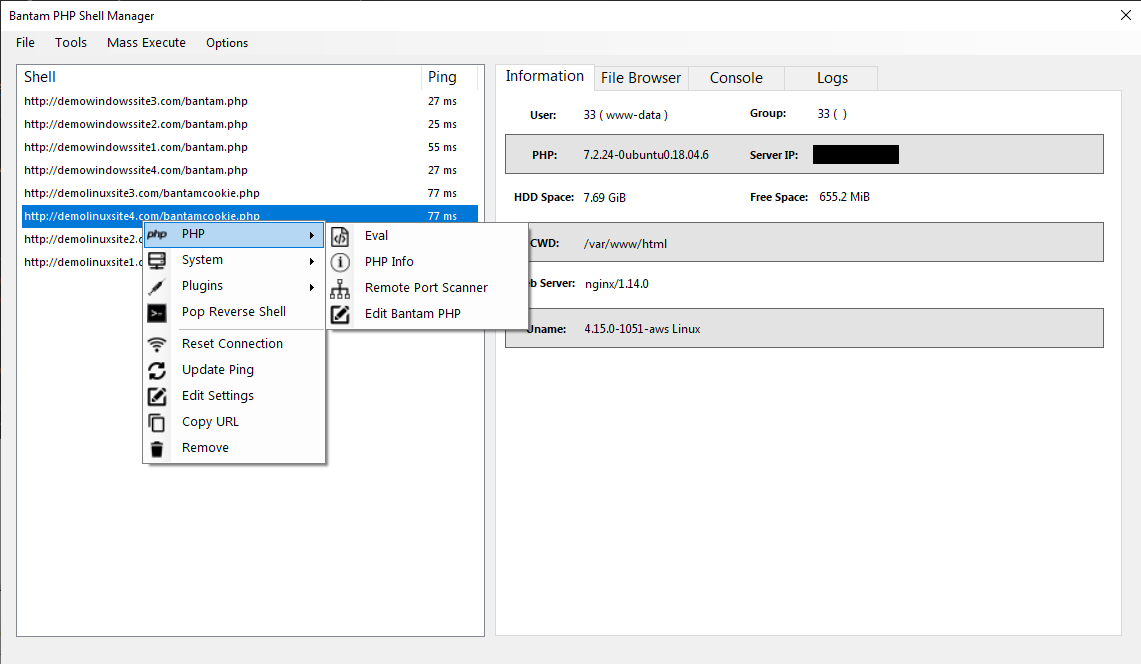 Bantam PHP Shell Manager
File Tools Mass Execute Options
Shell Ping
http://demowindowssite3.com/bantam.php 27 ms
http://demowindowssite2.com/bantam.php 25 ms
http://demowindowssite1.com/bantam.php 55 ms
http://demowindowssite4.com/bantam.php 27 ms
http://demolinuxsite3.com/bantamcookie.php 77 ms
http://demolinuxsite4.com/bantamcookie.php 77 ms
http://demolinuxsite2.
http://demolinuxsite1.
php PHP
System
Plugins
Pop Reverse Shell
Reset Connection
Update Ping
Edit Settings
Copy URL
Remove
Eval
PHP Info
Remote Port Scanner
Edit Bantam PHP
Information File Browser Console Logs
User: 33 ( www-data ) Group: 33 ( )
PHP: 7.2.24-0ubuntu0.18.04.6 Server IP:
HDD Space: 7.69 GiB Free Space: 655.2 MiB
CWD: /var/www/html
b Server: nginx/1.14.0
Uname: 4.15.0-1051-aws Linux